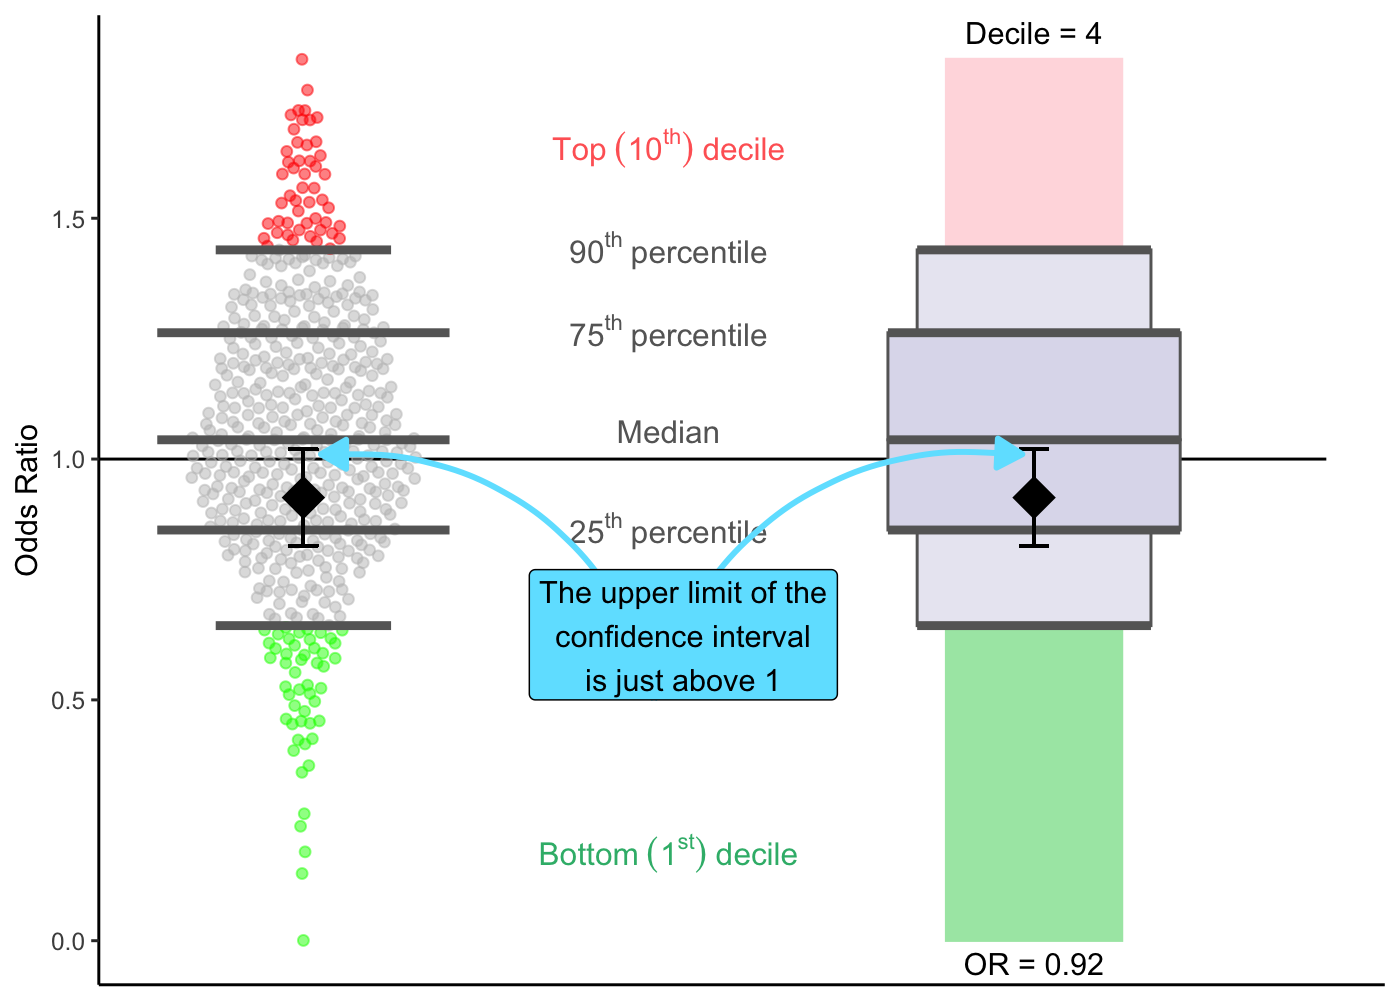 Decile = 4
Top (10th) decile
1.5
90th percentile
75th percentile
Median
1.0
Odds Ratio
25th percentile
The upper limit of the
confidence interval
is just above 1
0.5
Bottom (1st) decile
0.0
OR = 0.92